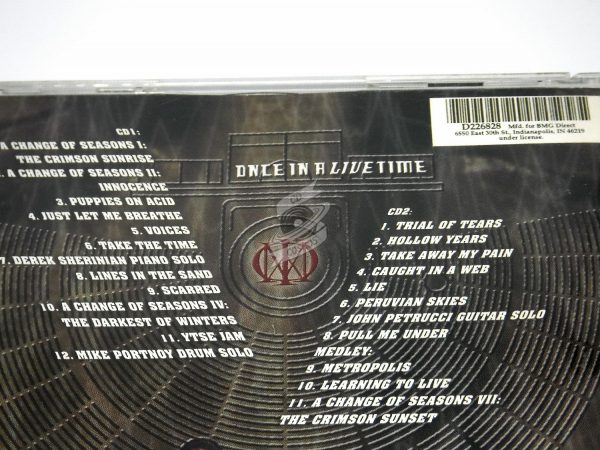 D226828 Mfd. for BMG Direct
6550 East 30th St., Indianapolis, IN 46219
under license.
ONCE IN A LIVETIME
CD1:
A CHANGE OF SEASONS I:
THE CRIMSON SUNRISE
. A CHANGE OF SEASONS II:
INNOCENCE
3. PUPPIES ON ACID
4. JUST LET ME BREATHE
5. VOICES
6. TAKE THE TIME
7. DEREK SHERINIAN PIANO SOLO
8. LINES IN THE SAND
9. SCARRED
10. A CHANGE OF SEASONS IV:
THE DARKEST OF WINTERS
11. YTSE JAM
12. MIKE PORTNOY DRUM SOLO
CD2:
1. TRIAL OF TEARS
2. HOLLOW YEARS
3. TAKE AWAY MY PAIN
4. CAUGHT IN A WEB
5. LIE
6. PERUVIAN SKIES
7. JOHN PETRUCCI GUITAR SOLO
8. PULL ME UNDER
MEDLEY:
9. METROPOLIS
10. LEARNING TO LIVE
11. A CHANGE OF SEASONS VII:
THE CRIMSON SUNSET